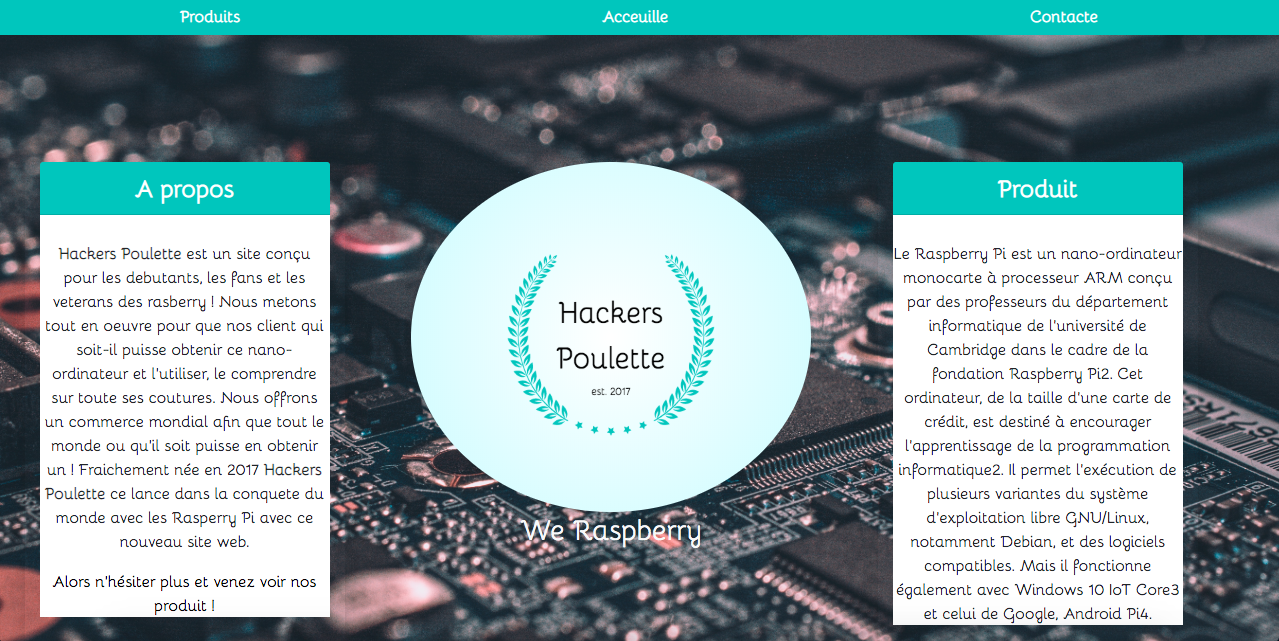 Produits
Acceuille
Contacte
A propos
Hackers Poulette est un site conçu
pour les debutants, les fans et les
veterans des rasberry ! Nous metons
tout en oeuvre pour que nos client qui
soit-il puisse obtenir ce nano-
ordinateur et l'utiliser, le comprendre
sur toute ses coutures. Nous offrons
un commerce mondial afin que tout le
monde ou qu'il soit puisse en obtenir
un ! Fraichement née en 2017 Hackers
Poulette ce lance dans la conquete du
monde avec les Rasperry Pi avec ce
nouveau site web.
Alors n'hésiter plus et venez voir nos
produit !
Hackers
Poulette
est. 2017
We Raspberry
Produit
Le Raspberry Pi est un nano-ordinateur
monocarte à processeur ARM conçu
par des professeurs du département
informatique de l'université de
Cambridge dans le cadre de la
fondation Raspberry Pi2. Cet
ordinateur, de la taille d'une carte de
crédit, est destiné à encourager
l'apprentissage de la programmation
informatique2. Il permet l'exécution de
plusieurs variantes du système
d'exploitation libre GNU/Linux,
notamment Debian, et des logiciels
compatibles. Mais il fonctionne
également avec Windows 10 IoT Core3
et celui de Google, Android Pi4.